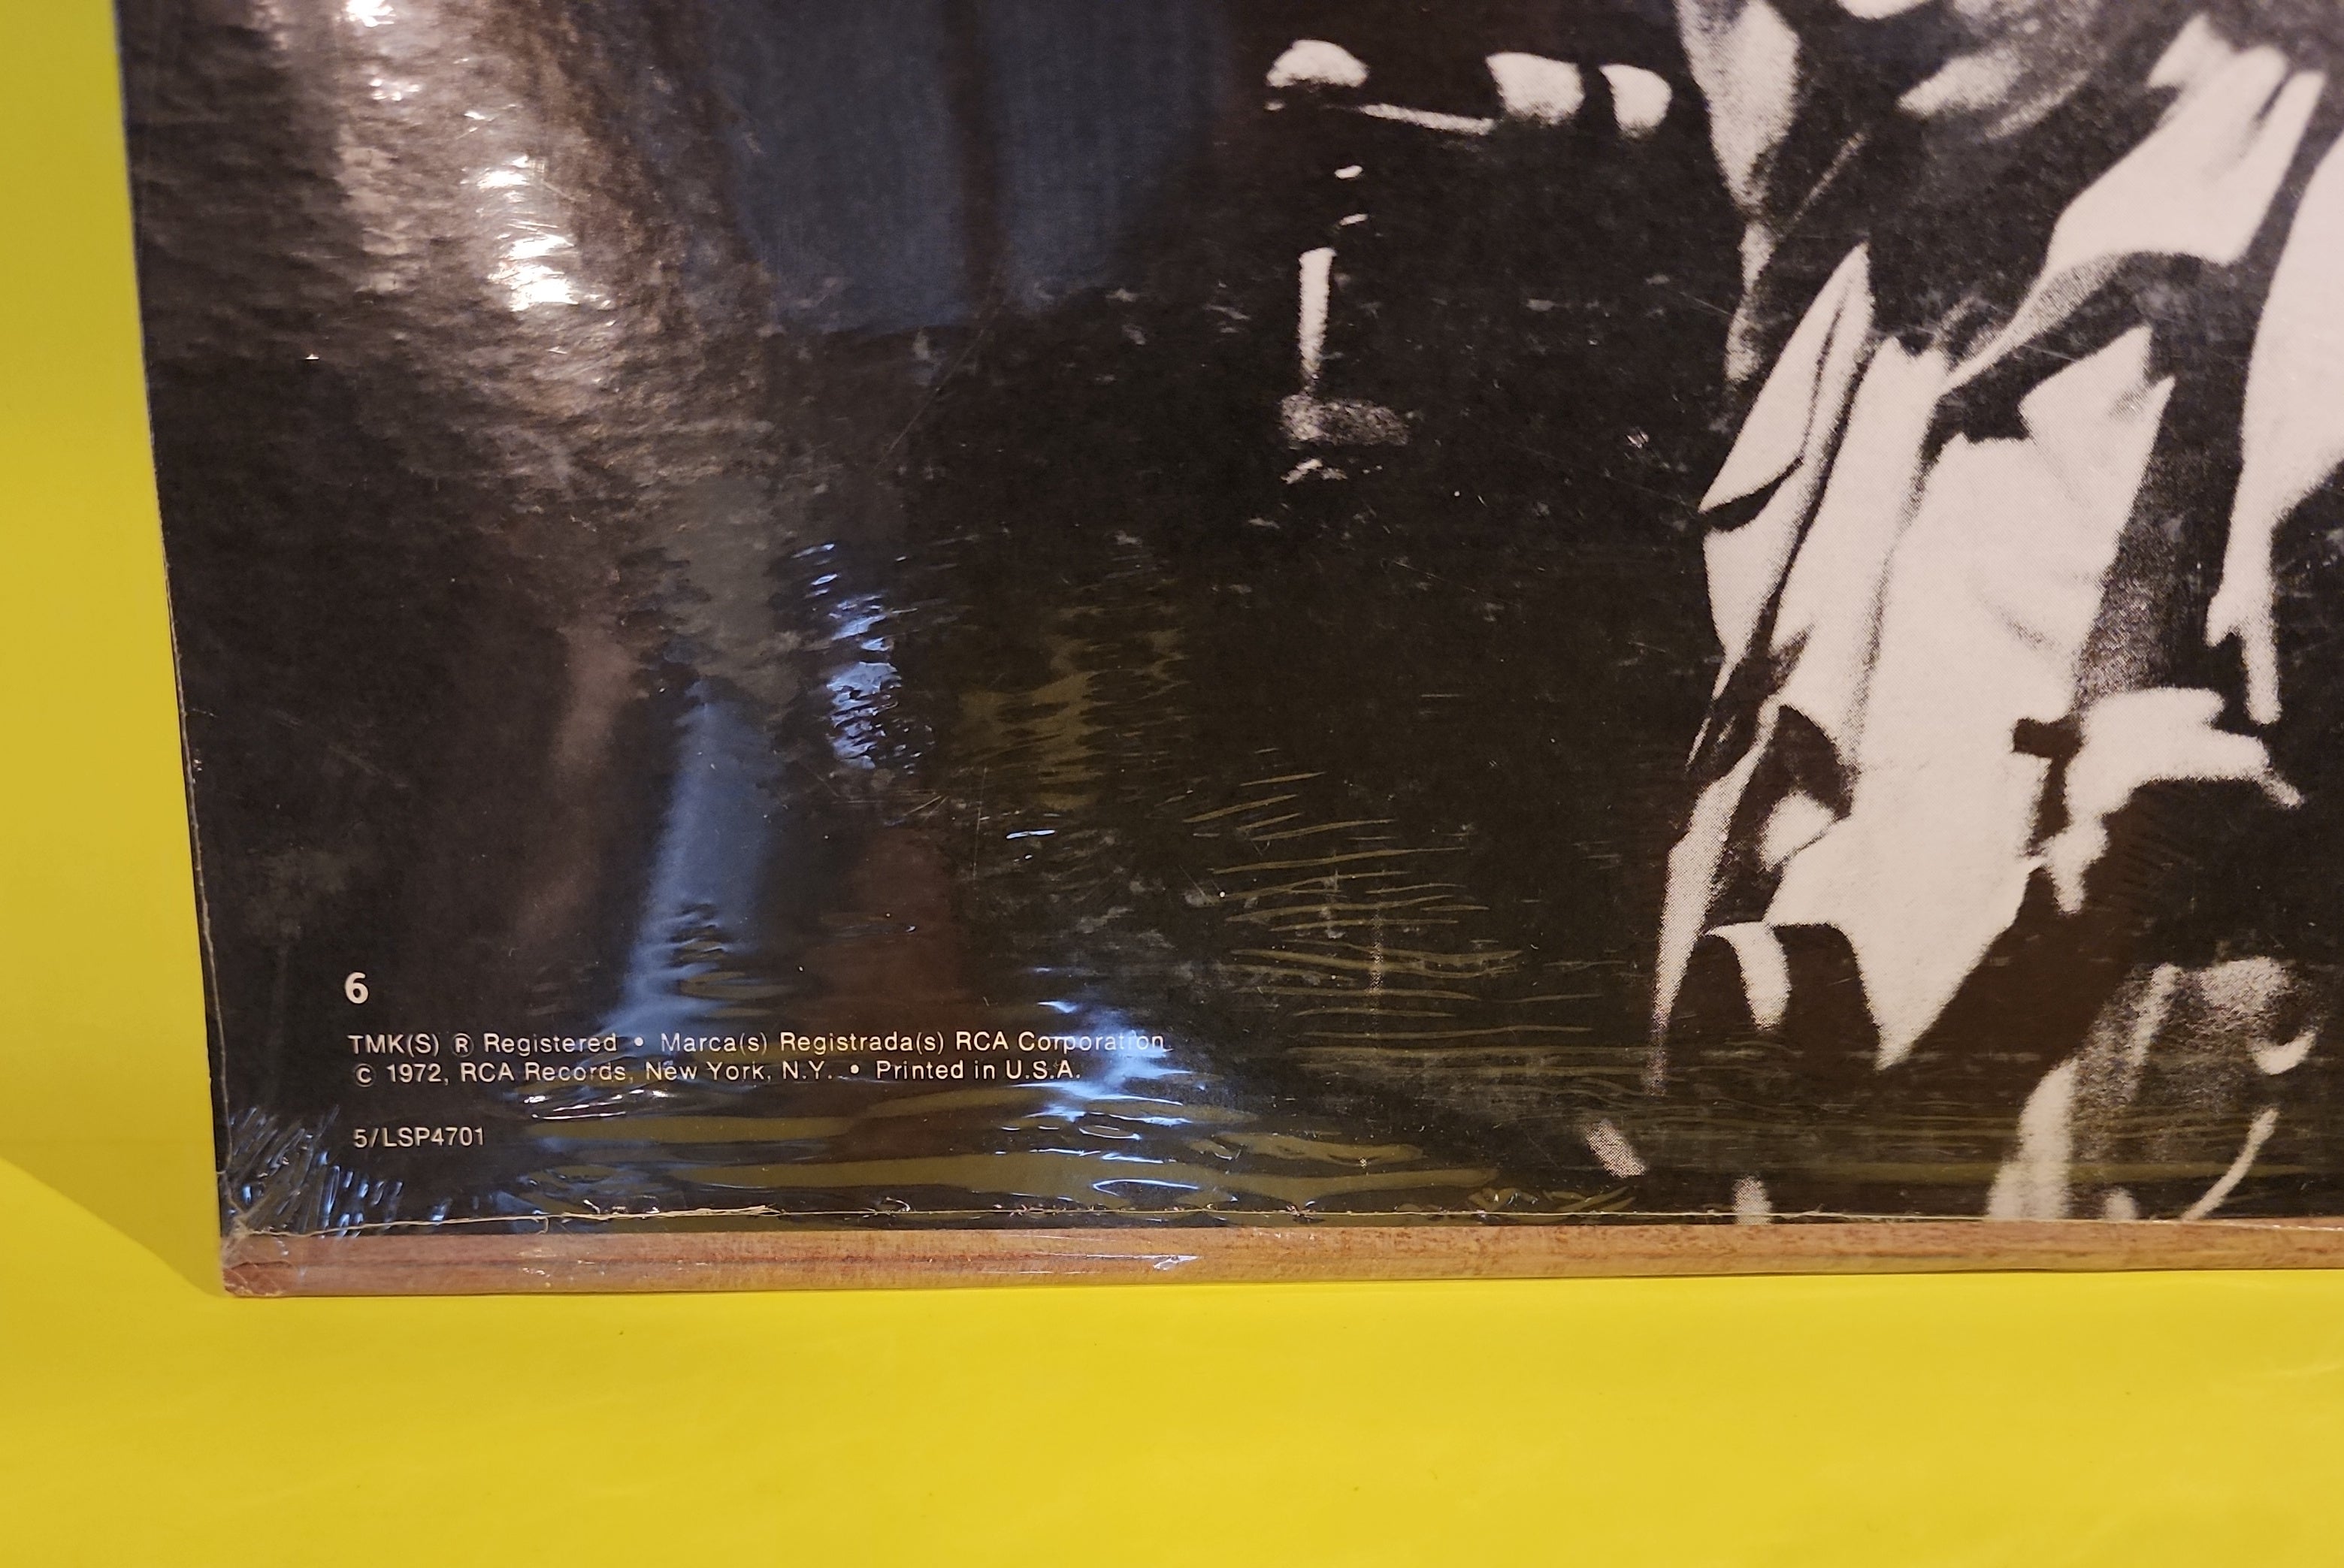 6
TMK(S) ® Registered • Marca(s) Registrada(s) RCA Corporation
© 1972, RCA Records, New York, N.Y. • Printed in U.S.A.
5/LSP4701